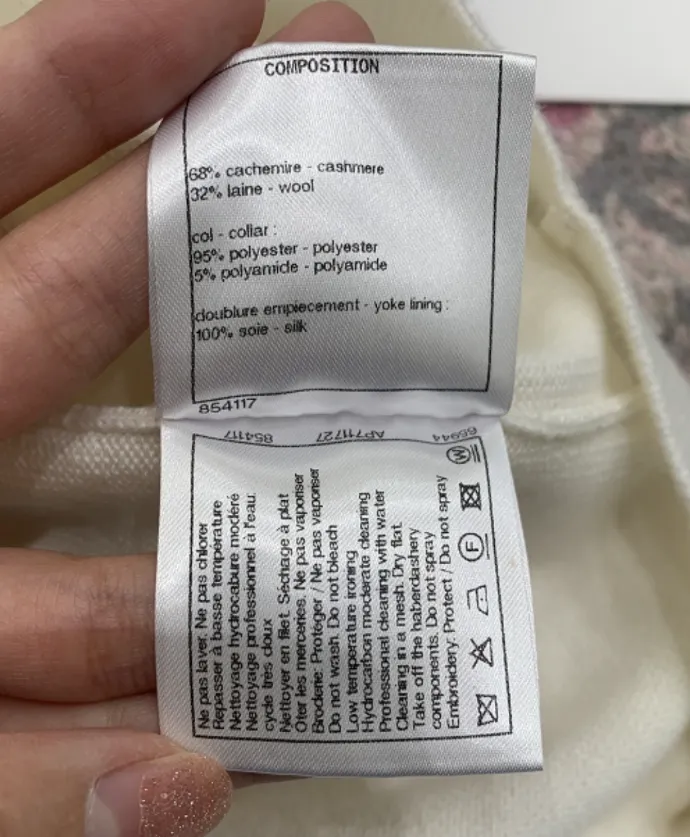 COMPOSITION
68% cachemire - cashmere
32% laine - wool
col - collar :
95% polyester - polyester
5% polyamide - polyamide
doublure empiecement - yoke lining :
100% soie - silk
854117
854117 AP711727 65944
Ne pas laver. Ne pas chlorer
Repasser à basse température
Nettoyage hydrocabure modéré
Nettoyage professionnel à l'eau.
cycle très doux
Nettoyer en filet. Séchage à plat
Oter les merceries. Ne pas vaporiser
Broderie: Protéger / Ne pas vaporiser
Do not wash. Do not bleach
Low temperature ironing
Hydrocarbon moderate cleaning
Professional cleaning with water
Cleaning in a mesh. Dry flat.
Take off the haberdashery
components. Do not spray
Embroidery: Protect / Do not spray
F W